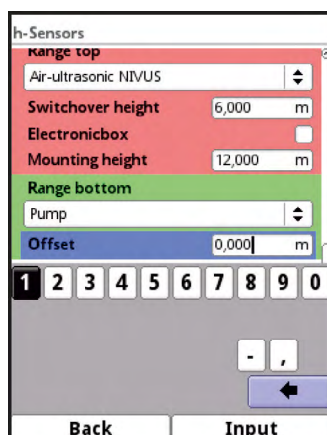 h-Sensors
Range top
Air-ultrasonic NIVUS
Switchover height 6,000 m
Electronicbox
Mounting height 12,000 m
Range bottom
Pump
Offset 0,000 m
1 2 3 4 5 6 7 8 9 0
- ,
Back Input